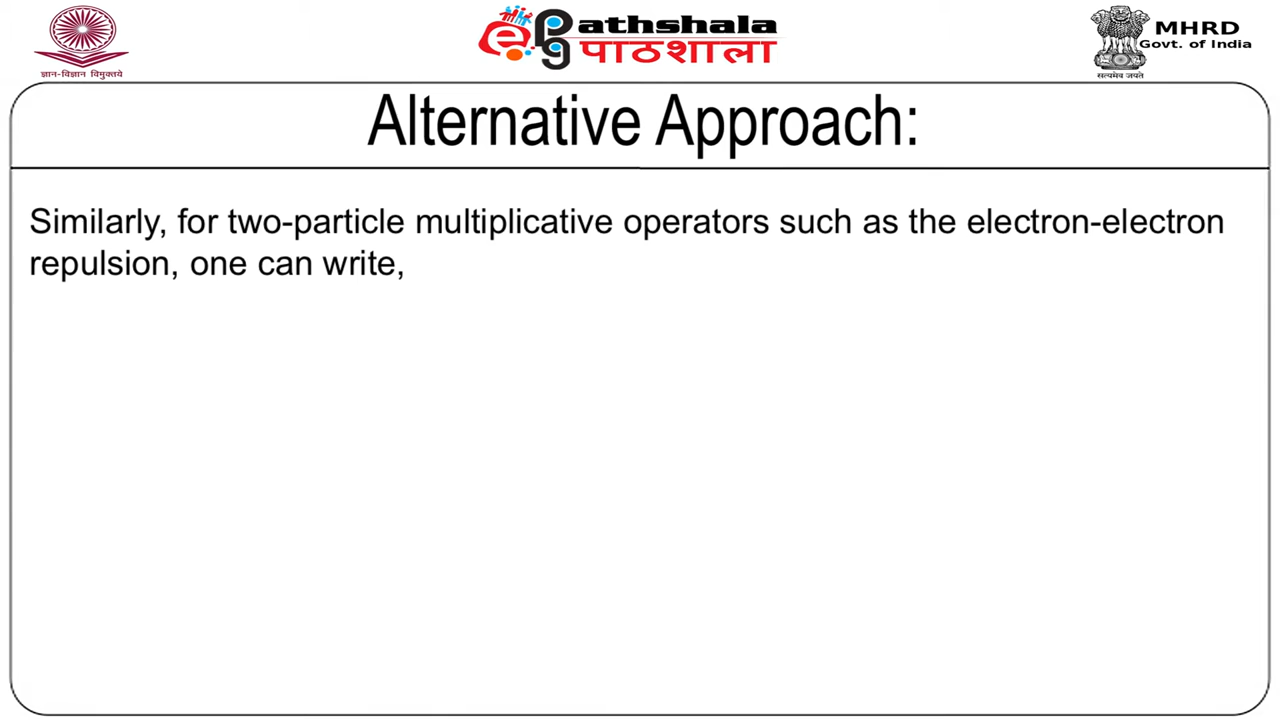 ज्ञान-विज्ञान विमुक्तये
epg Pathshala
पाठशाला
MHRD
Govt. of India
सत्यमेव जयते
Alternative Approach:
Similarly, for two-particle multiplicative operators such as the electron-electron
repulsion, one can write,